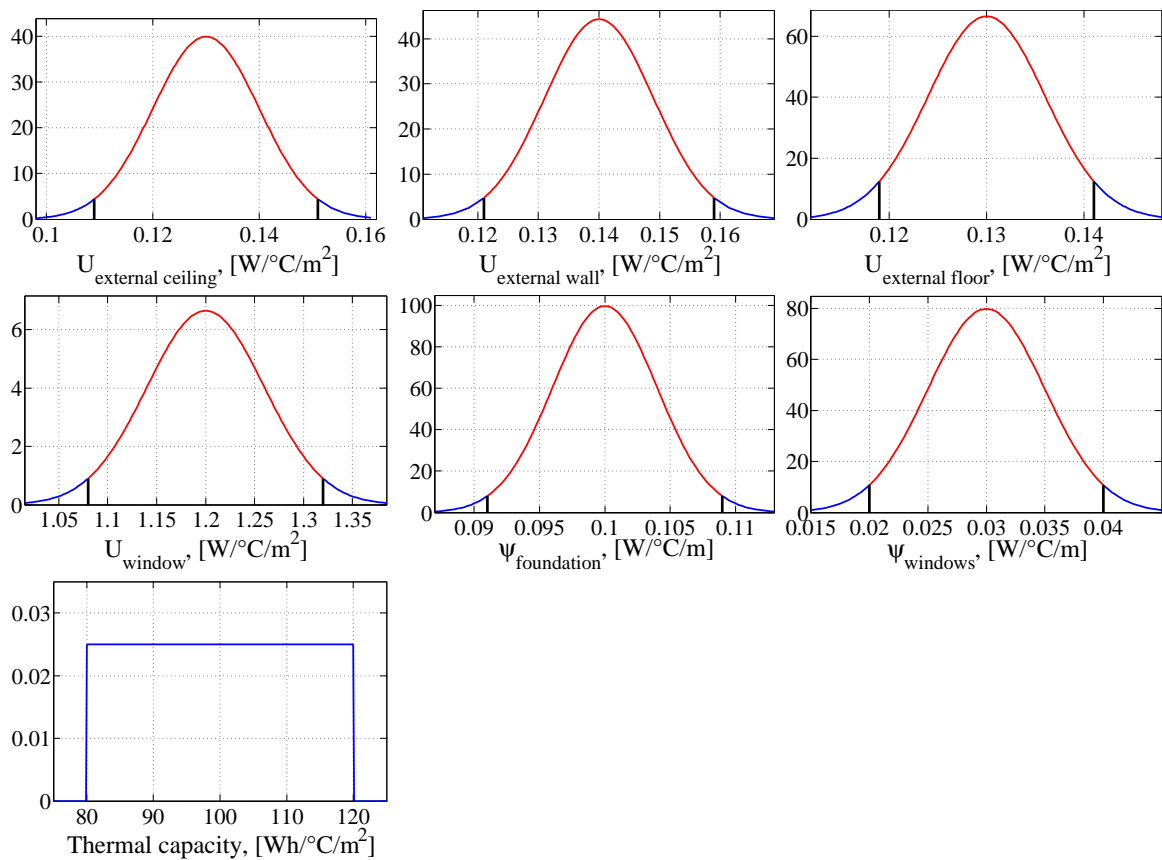 40
30
20
10
0
0.1 0.12 0.14 0.16
U_external ceiling, [W/°C/m²]
40
30
20
10
0
0.12 0.13 0.14 0.15 0.16
U_external wall, [W/°C/m²]
60
40
20
0
0.12 0.13 0.14
U_external floor, [W/°C/m²]
6
4
2
0
1.05 1.1 1.15 1.2 1.25 1.3 1.35
U_window, [W/°C/m²]
100
80
60
40
20
0
0.09 0.095 0.1 0.105 0.11
ψ_foundation, [W/°C/m]
80
60
40
20
0
0.015 0.02 0.025 0.03 0.035 0.04
ψ_windows, [W/°C/m]
0.03
0.02
0.01
0
80 90 100 110 120
Thermal capacity, [Wh/°C/m²]